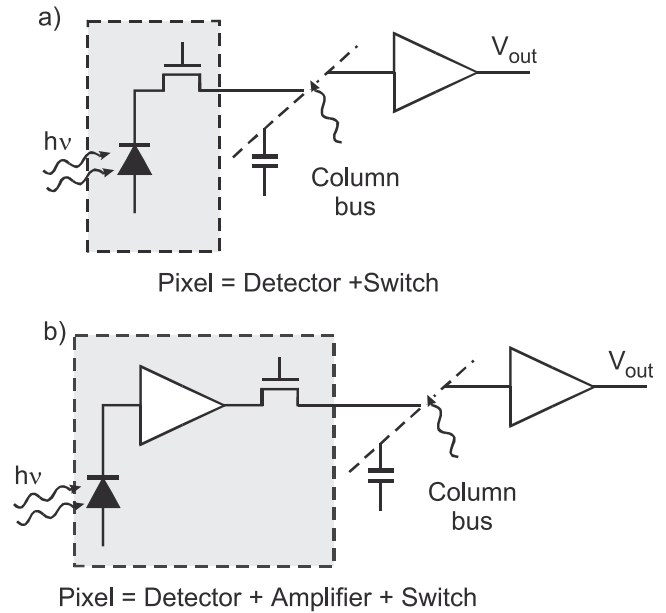 a)
V_out
hν
Column
bus
Pixel = Detector +Switch
b)
V_out
hν
Column
bus
Pixel = Detector + Amplifier + Switch